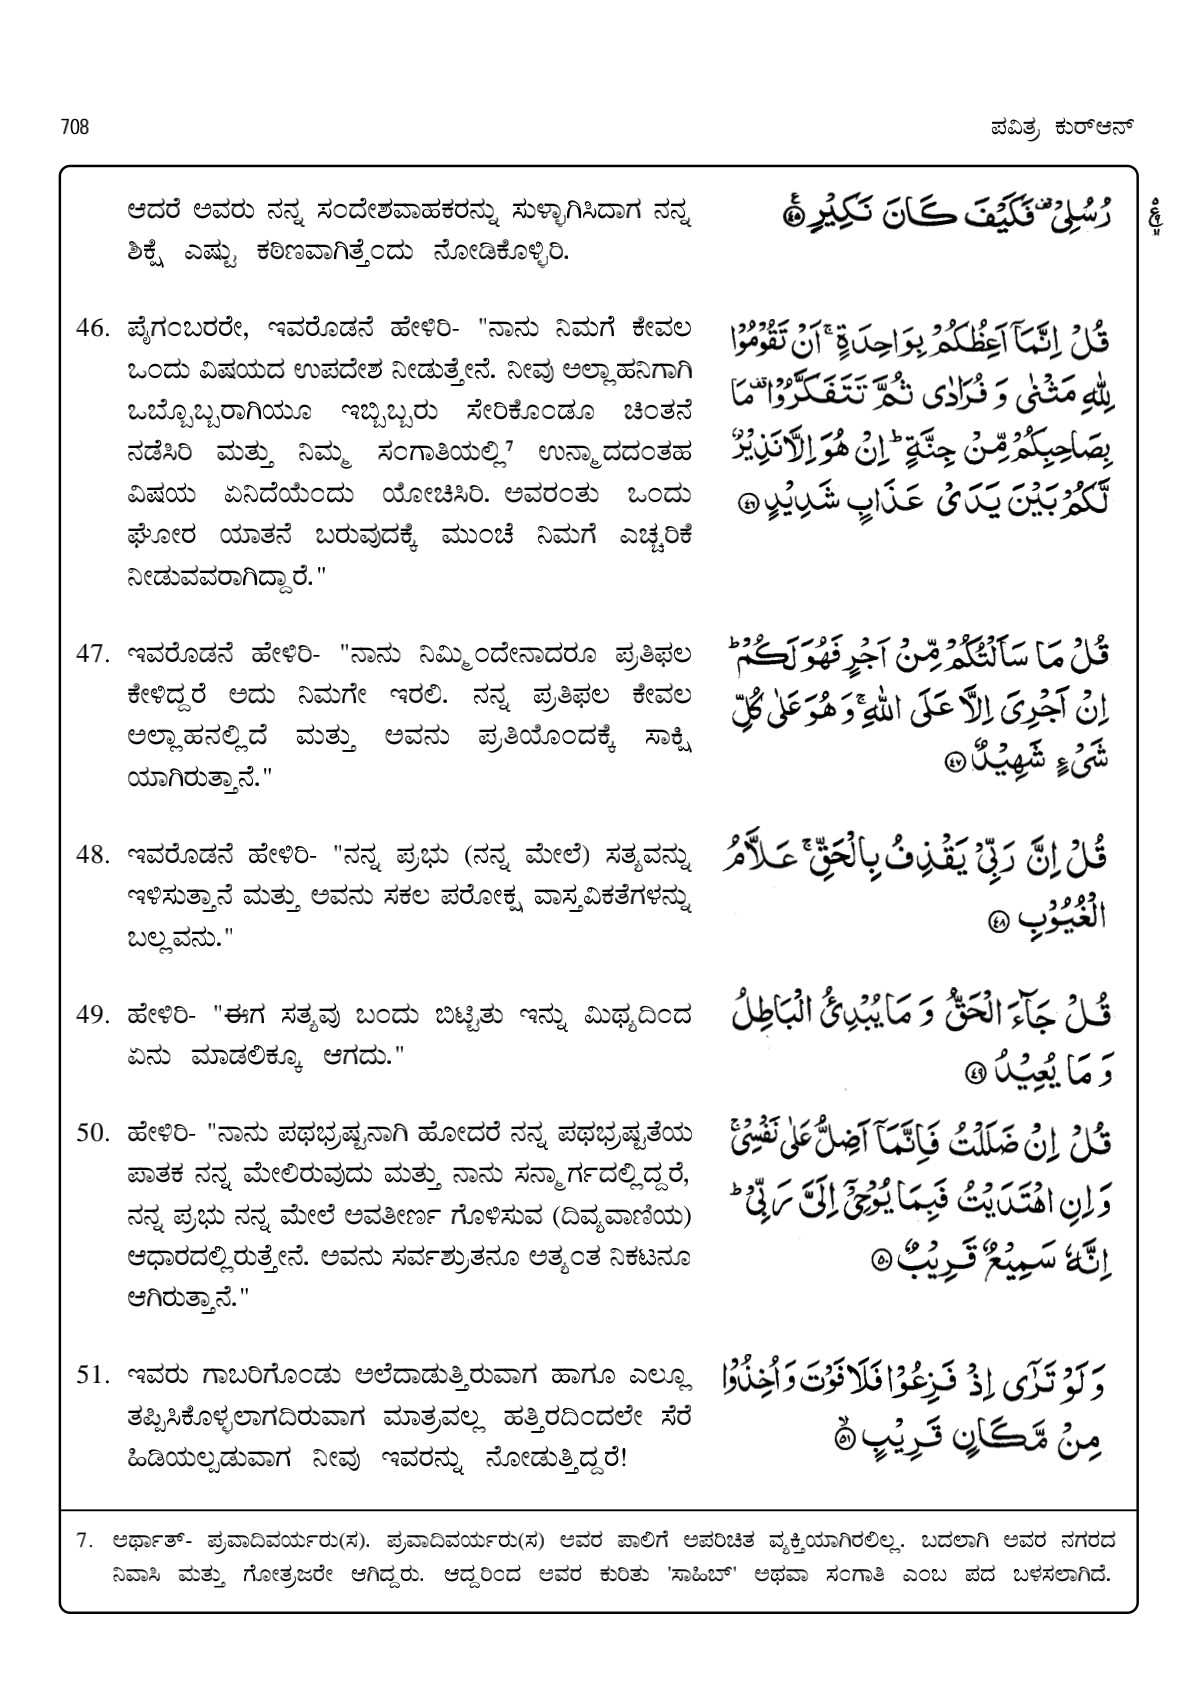 708
ಪವಿತ್ರ ಕುರ್‌ಆನ್
ಆದರೆ ಅವರು ನನ್ನ ಸಂದೇಶವಾಹಕರನ್ನು ಸುಳ್ಳಾಗಿಸಿದಾಗ ನನ್ನ
ಶಿಕ್ಷೆ ಎಷ್ಟು ಕಠಿಣವಾಗಿತ್ತೆಂದು ನೋಡಿಕೊಳ್ಳಿರಿ.
رُسُلِيْ ۣ فَكَيْفَ كَانَ نَكِيْرِ ۝٤٥
46. ಪೈಗಂಬರರೇ, ಇವರೊಡನೆ ಹೇಳಿರಿ- "ನಾನು ನಿಮಗೆ ಕೇವಲ
ಒಂದು ವಿಷಯದ ಉಪದೇಶ ನೀಡುತ್ತೇನೆ. ನೀವು ಅಲ್ಲಾಹನಿಗಾಗಿ
ಒಬ್ಬೊಬ್ಬರಾಗಿಯೂ ಇಬ್ಬಿಬ್ಬರು ಸೇರಿಕೊಂಡೂ ಚಿಂತನೆ
ನಡೆಸಿರಿ ಮತ್ತು ನಿಮ್ಮ ಸಂಗಾತಿಯಲ್ಲಿ⁷ ಉನ್ಮಾದದಂತಹ
ವಿಷಯ ಏನಿದೆಯೆಂದು ಯೋಚಿಸಿರಿ. ಅವರಂತು ಒಂದು
ಘೋರ ಯಾತನೆ ಬರುವುದಕ್ಕೆ ಮುಂಚೆ ನಿಮಗೆ ಎಚ್ಚರಿಕೆ
ನೀಡುವವರಾಗಿದ್ದಾರೆ."
قُلْ اِنَّمَآ اَعِظُكُمْ بِوَاحِدَةٍ ۚ اَنْ تَقُوْمُوْا
لِلّٰهِ مَثْنٰى وَ فُرَادٰى ثُمَّ تَتَفَكَّرُوْا ۣ مَا
بِصَاحِبِكُمْ مِّنْ جِنَّةٍ ؕ اِنْ هُوَ اِلَّا نَذِيْرٌ
لَّكُمْ بَيْنَ يَدَيْ عَذَابٍ شَدِيْدٍ ۝٤٦
47. ಇವರೊಡನೆ ಹೇಳಿರಿ- "ನಾನು ನಿಮ್ಮಿಂದೇನಾದರೂ ಪ್ರತಿಫಲ
ಕೇಳಿದ್ದರೆ ಅದು ನಿಮಗೇ ಇರಲಿ. ನನ್ನ ಪ್ರತಿಫಲ ಕೇವಲ
ಅಲ್ಲಾಹನಲ್ಲಿದೆ ಮತ್ತು ಅವನು ಪ್ರತಿಯೊಂದಕ್ಕೆ ಸಾಕ್ಷಿ
ಯಾಗಿರುತ್ತಾನೆ."
قُلْ مَا سَاَلْتُكُمْ مِّنْ اَجْرٍ فَهُوَ لَكُمْ ؕ
اِنْ اَجْرِيَ اِلَّا عَلَى اللّٰهِ ۚ وَ هُوَ عَلٰى كُلِّ
شَيْءٍ شَهِيْدٌ ۝٤٧
48. ಇವರೊಡನೆ ಹೇಳಿರಿ- "ನನ್ನ ಪ್ರಭು (ನನ್ನ ಮೇಲೆ) ಸತ್ಯವನ್ನು
ಇಳಿಸುತ್ತಾನೆ ಮತ್ತು ಅವನು ಸಕಲ ಪರೋಕ್ಷ ವಾಸ್ತವಿಕತೆಗಳನ್ನು
ಬಲ್ಲವನು."
قُلْ اِنَّ رَبِّيْ يَقْذِفُ بِالْحَقِّ ۚ عَلَّامُ
الْغُيُوْبِ ۝٤٨
49. ಹೇಳಿರಿ- "ಈಗ ಸತ್ಯವು ಬಂದು ಬಿಟ್ಟಿತು ಇನ್ನು ಮಿಥ್ಯದಿಂದ
ಏನು ಮಾಡಲಿಕ್ಕೂ ಆಗದು."
قُلْ جَآءَ الْحَقُّ وَ مَا يُبْدِئُ الْبَاطِلُ
وَ مَا يُعِيْدُ ۝٤٩
50. ಹೇಳಿರಿ- "ನಾನು ಪಥಭ್ರಷ್ಟನಾಗಿ ಹೋದರೆ ನನ್ನ ಪಥಭ್ರಷ್ಟತೆಯ
ಪಾತಕ ನನ್ನ ಮೇಲಿರುವುದು ಮತ್ತು ನಾನು ಸನ್ಮಾರ್ಗದಲ್ಲಿದ್ದರೆ,
ನನ್ನ ಪ್ರಭು ನನ್ನ ಮೇಲೆ ಅವತೀರ್ಣ ಗೊಳಿಸುವ (ದಿವ್ಯವಾಣಿಯ)
ಆಧಾರದಲ್ಲಿರುತ್ತೇನೆ. ಅವನು ಸರ್ವಶ್ರುತನೂ ಅತ್ಯಂತ ನಿಕಟನೂ
ಆಗಿರುತ್ತಾನೆ."
قُلْ اِنْ ضَلَلْتُ فَاِنَّمَآ اَضِلُّ عَلٰى نَفْسِيْ ۚ
وَ اِنِ اهْتَدَيْتُ فَبِمَا يُوْحِيْٓ اِلَيَّ رَبِّيْ ؕ
اِنَّهٗ سَمِيْعٌ قَرِيْبٌ ۝٥٠
51. ಇವರು ಗಾಬರಿಗೊಂಡು ಅಲೆದಾಡುತ್ತಿರುವಾಗ ಹಾಗೂ ಎಲ್ಲೂ
ತಪ್ಪಿಸಿಕೊಳ್ಳಲಾಗದಿರುವಾಗ ಮಾತ್ರವಲ್ಲ ಹತ್ತಿರದಿಂದಲೇ ಸೆರೆ
ಹಿಡಿಯಲ್ಪಡುವಾಗ ನೀವು ಇವರನ್ನು ನೋಡುತ್ತಿದ್ದರೆ!
وَ لَوْ تَرٰٓى اِذْ فَزِعُوْا فَلَا فَوْتَ وَ اُخِذُوْا
مِنْ مَّكَانٍ قَرِيْبٍ ۝٥١
7. ಅರ್ಥಾತ್- ಪ್ರವಾದಿವರ್ಯರು(ಸ). ಪ್ರವಾದಿವರ್ಯರು(ಸ) ಅವರ ಪಾಲಿಗೆ ಅಪರಿಚಿತ ವ್ಯಕ್ತಿಯಾಗಿರಲಿಲ್ಲ. ಬದಲಾಗಿ ಅವರ ನಗರದ
ನಿವಾಸಿ ಮತ್ತು ಗೋತ್ರಜರೇ ಆಗಿದ್ದರು. ಆದ್ದರಿಂದ ಅವರ ಕುರಿತು 'ಸಾಹಿಬ್' ಅಥವಾ ಸಂಗಾತಿ ಎಂಬ ಪದ ಬಳಸಲಾಗಿದೆ.